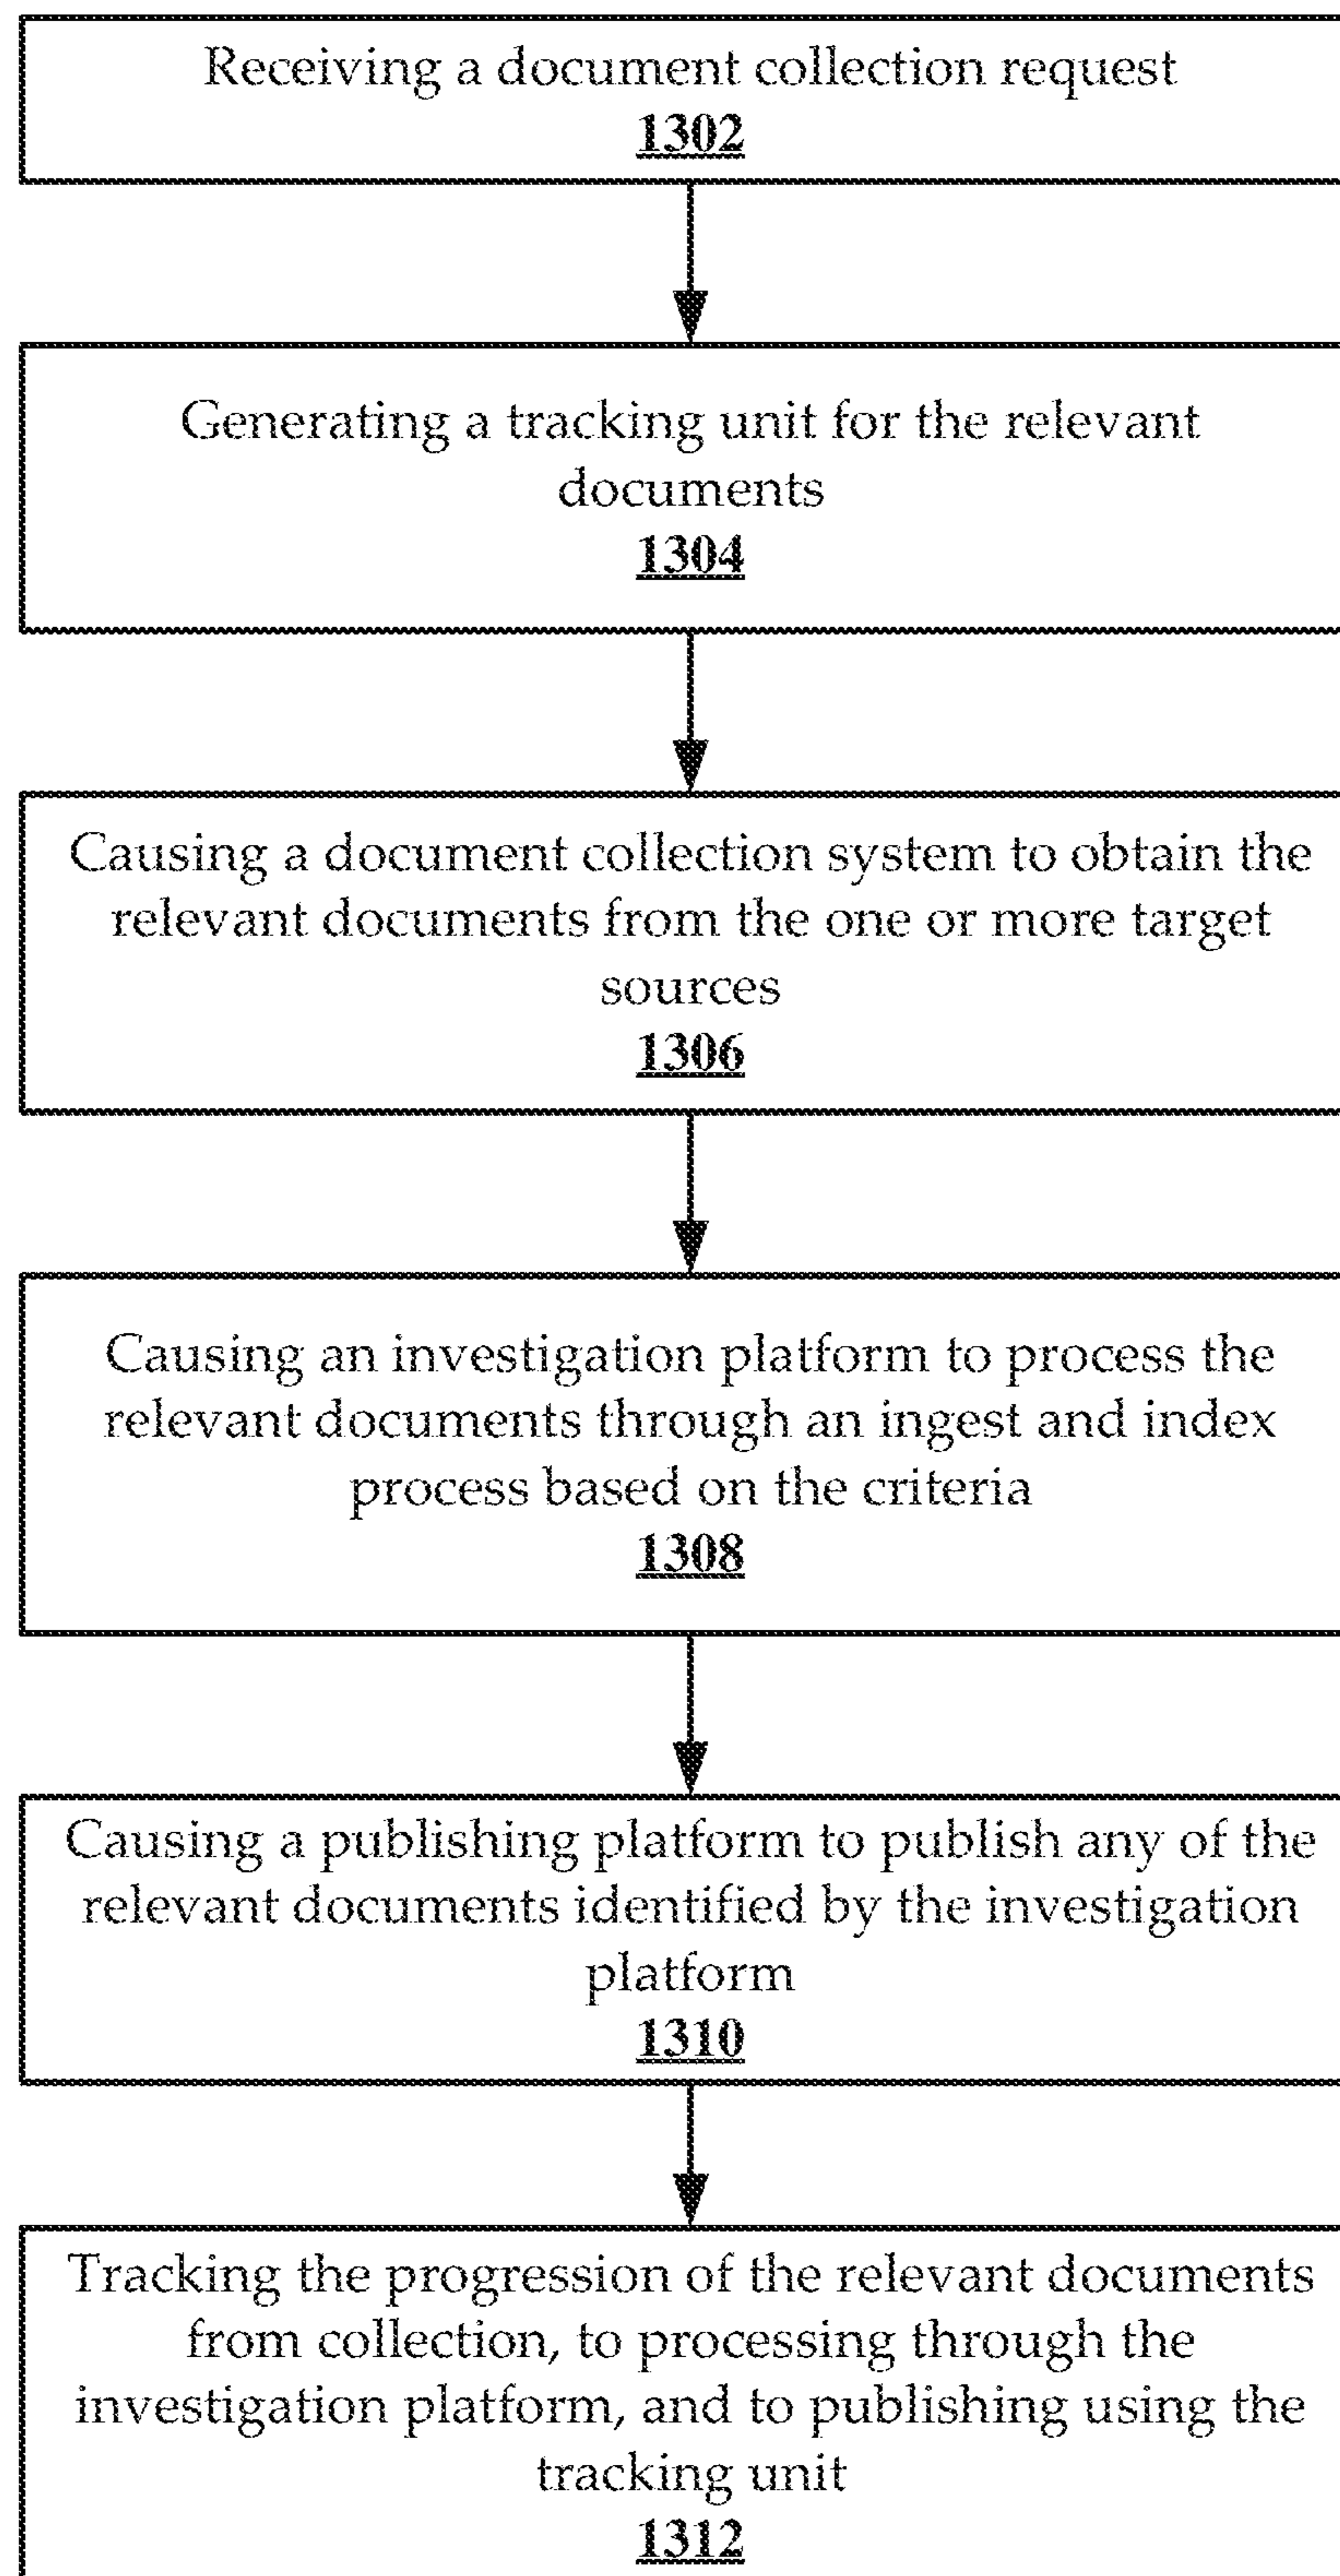 Receiving a document collection request
1302
Generating a tracking unit for the relevant
documents
1304
Causing a document collection system to obtain the
relevant documents from the one or more target
sources
1306
Causing an investigation platform to process the
relevant documents through an ingest and index
process based on the criteria
1308
Causing a publishing platform to publish any of the
relevant documents identified by the investigation
platform
1310
Tracking the progression of the relevant documents
from collection, to processing through the
investigation platform, and to publishing using the
tracking unit
1312